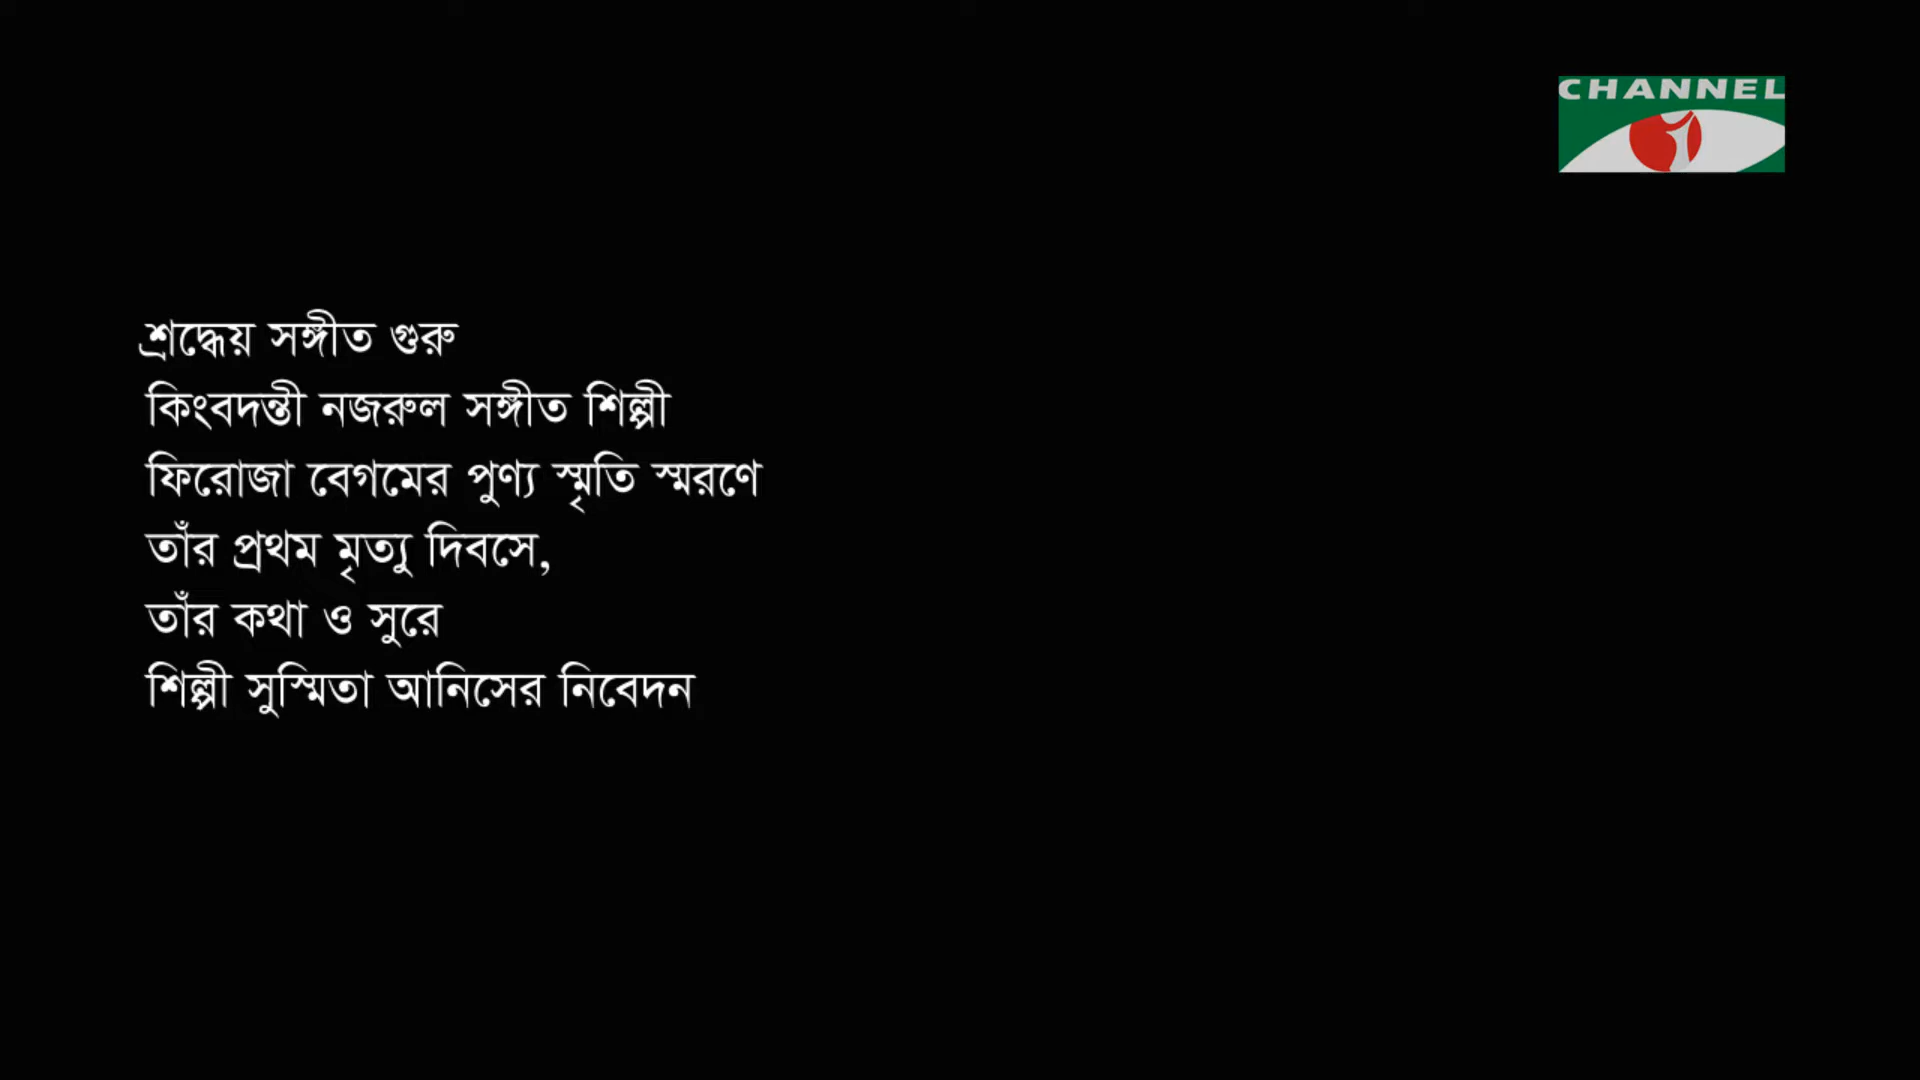 CHANNEL
শ্রদ্ধেয় সঙ্গীত গুরু
কিংবদন্তী নজরুল সঙ্গীত শিল্পী
ফিরোজা বেগমের পুণ্য স্মৃতি স্মরণে
তাঁর প্রথম মৃত্যু দিবসে,
তাঁর কথা ও সুরে
শিল্পী সুস্মিতা আনিসের নিবেদন